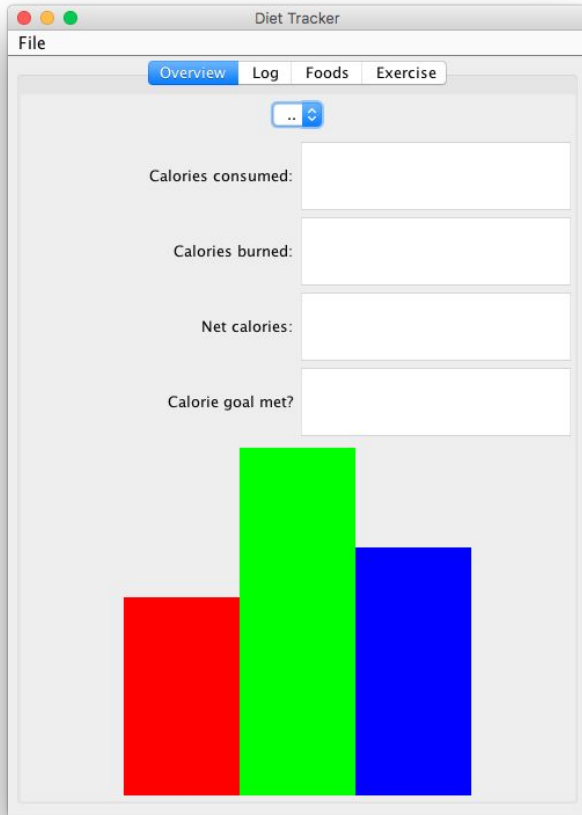 Diet Tracker
File
Overview Log Foods Exercise
..
Calories consumed:
Calories burned:
Net calories:
Calorie goal met?